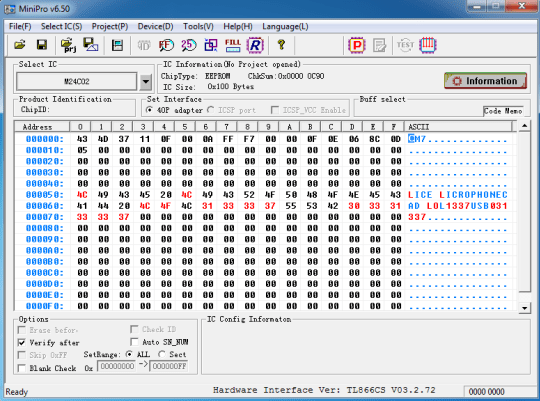 MiniPro v6.50
File(F) Select IC(S) Project(P) Device(D) Tools(V) Help(H) Language(L)
Select IC
M24C02
IC Information(No Project opened)
ChipType: EEPROM ChkSum:0x0000 0C90
IC Size: 0x100 Bytes
Information
Product Identification
ChipID:
Set Interface
40P adapter ICSP port ICSP_VCC Enable
Buff select
Code Memo
Address 0 1 2 3 4 5 6 7 8 9 A B C D E F ASCII
000000: 43 4D 37 11 0F 00 0A FF F7 00 00 0F 0E 06 8C 0D CM7.............
000010: 05 00 00 00 00 00 00 00 00 00 00 00 00 00 00 00 ................
000020: 00 00 00 00 00 00 00 00 00 00 00 00 00 00 00 00 ................
000030: 00 00 00 00 00 00 00 00 00 00 00 00 00 00 00 00 ................
000040: 00 00 00 00 00 00 00 00 00 00 00 00 00 00 00 00 ................
000050: 4C 49 43 45 20 4C 49 43 52 4F 50 48 4F 4E 45 43 LICE LICROPHONEC
000060: 41 44 20 4C 4F 4C 31 33 33 37 55 53 42 30 33 31 AD LOL1337USB031
000070: 33 33 37 00 00 00 00 00 00 00 00 00 00 00 00 00 337.............
000080: 00 00 00 00 00 00 00 00 00 00 00 00 00 00 00 00 ................
000090: 00 00 00 00 00 00 00 00 00 00 00 00 00 00 00 00 ................
0000A0: 00 00 00 00 00 00 00 00 00 00 00 00 00 00 00 00 ................
0000B0: 00 00 00 00 00 00 00 00 00 00 00 00 00 00 00 00 ................
0000C0: 00 00 00 00 00 00 00 00 00 00 00 00 00 00 00 00 ................
0000D0: 00 00 00 00 00 00 00 00 00 00 00 00 00 00 00 00 ................
0000E0: 00 00 00 00 00 00 00 00 00 00 00 00 00 00 00 00 ................
0000F0: 00 00 00 00 00 00 00 00 00 00 00 00 00 00 00 00 ................
Options
Erase befor- Check ID
Verify after Auto SN_NUM
Skip 0xFF SetRange: ALL Sect
Blank Check 0x 00000000 -> 000000FF
IC Config Informaton
Ready Hardware Interface Ver: TL866CS V03.2.72 0000 0000